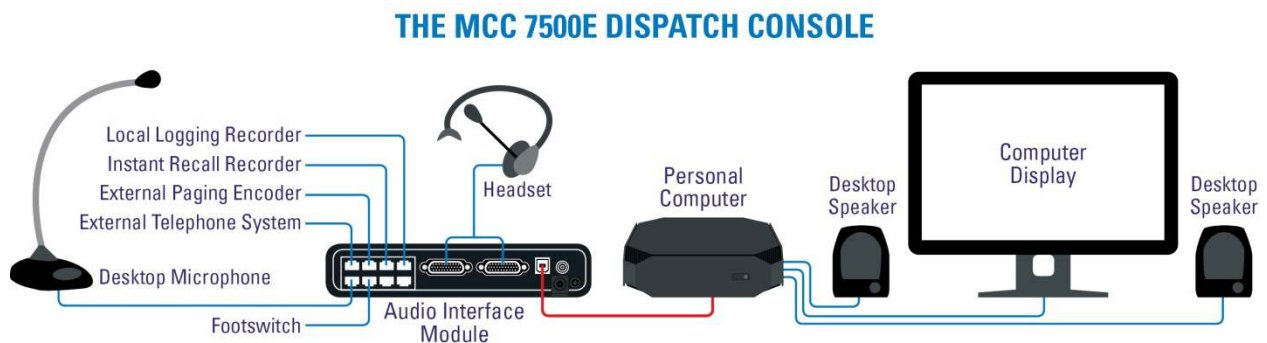 THE MCC 7500E DISPATCH CONSOLE
Local Logging Recorder
Instant Recall Recorder
External Paging Encoder
External Telephone System
Desktop Microphone
Footswitch
Headset
Audio Interface
Module
Personal
Computer
Desktop
Speaker
Computer
Display
Desktop
Speaker